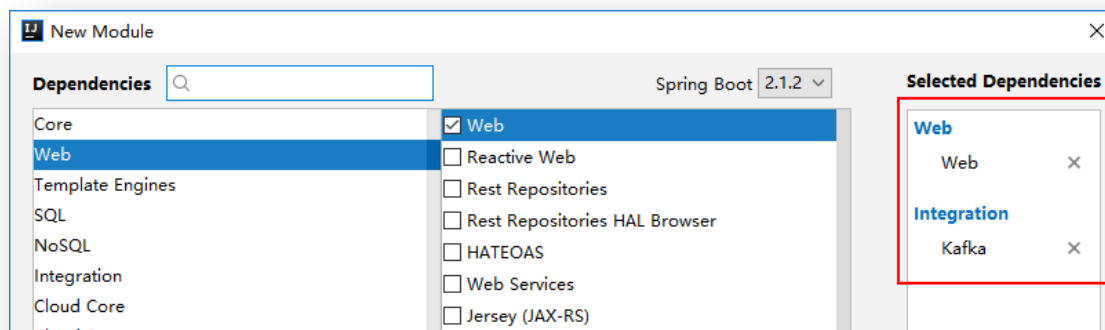 New Module
Dependencies
Spring Boot 2.1.2
Selected Dependencies
Core
Web
Template Engines
SQL
NoSQL
Integration
Cloud Core
Web
Reactive Web
Rest Repositories
Rest Repositories HAL Browser
HATEOAS
Web Services
Jersey (JAX-RS)
Web
Web
Integration
Kafka